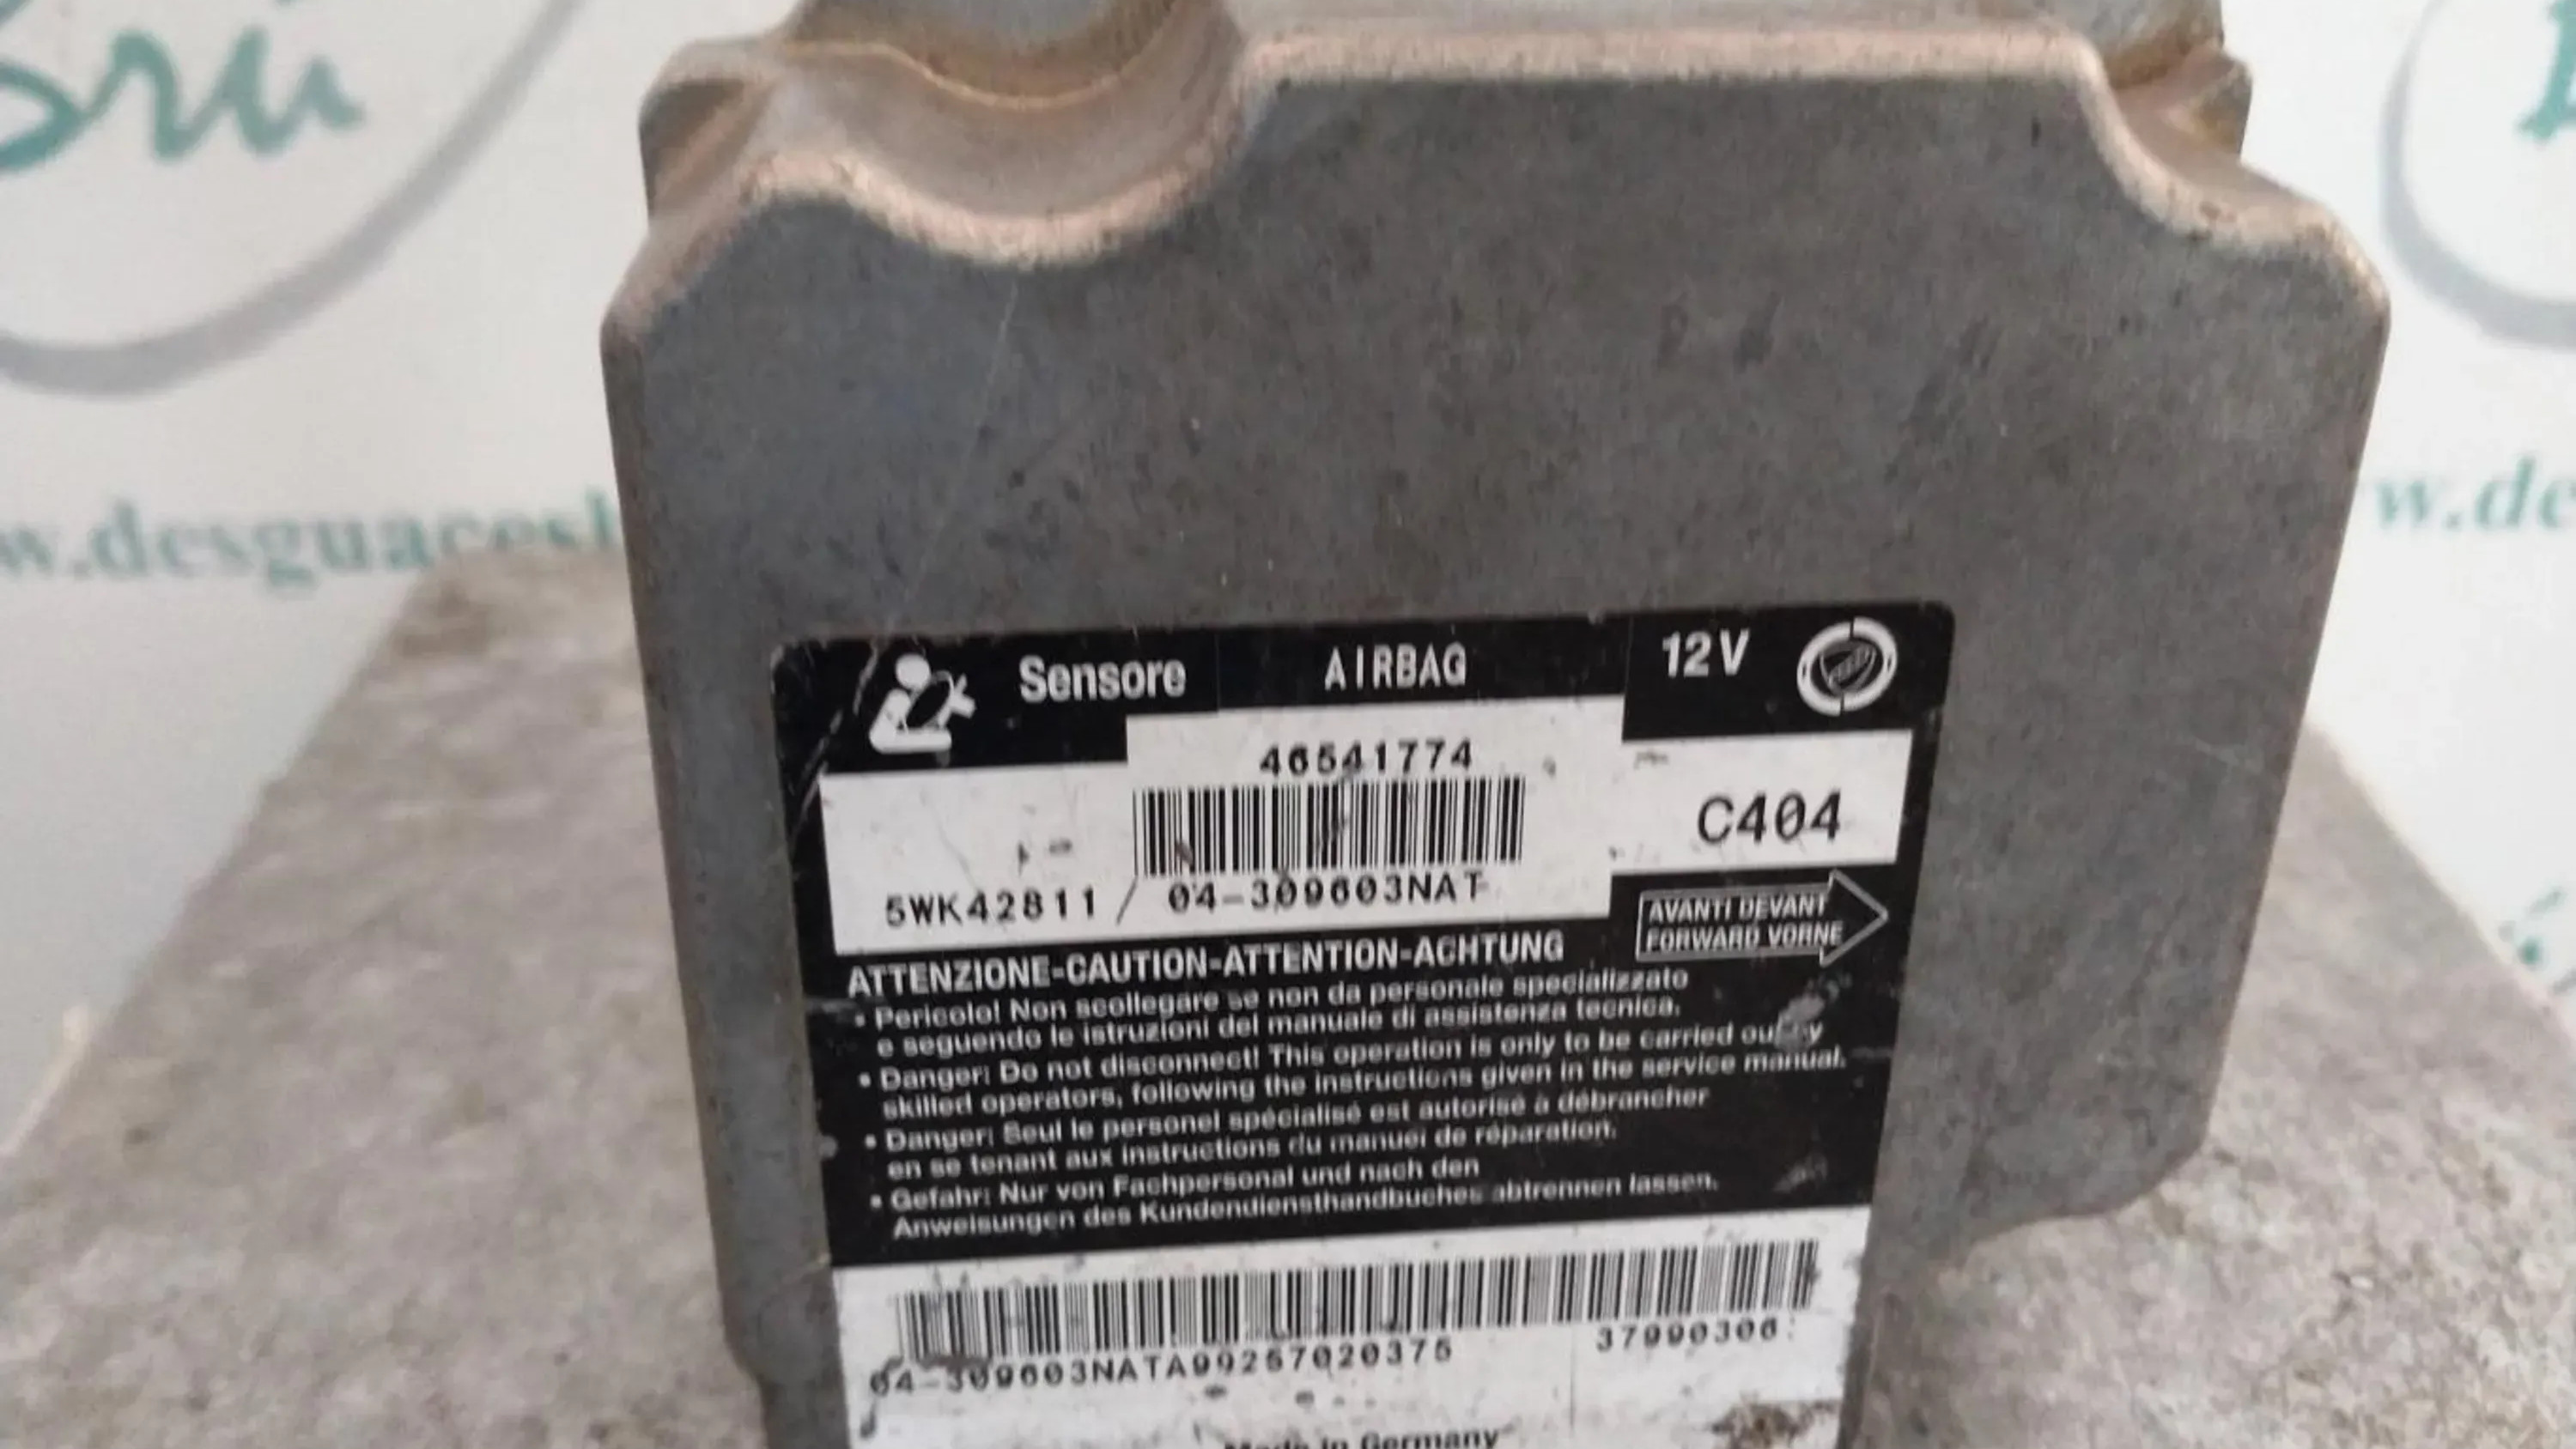 Sensore AIRBAG 12V
46541774
C404
5WK42811 / 04-309603NAT
AVANTI DEVANT
FORWARD VORNE
ATTENZIONE-CAUTION-ATTENTION-ACHTUNG
• Pericolo! Non scollegare se non da personale specializzato
e seguendo le istruzioni del manuale di assistenza tecnica.
• Danger: Do not disconnect! This operation is only to be carried out by
skilled operators, following the instructions given in the service manual.
• Danger: Seul le personel spécialisé est autorisé à débrancher
en se tenant aux instructions du manuel de réparation.
• Gefahr: Nur von Fachpersonal und nach den
Anweisungen des Kundendiensthandbuches abtrennen lassen.
04-309603NATA99257020375
Made in Germany